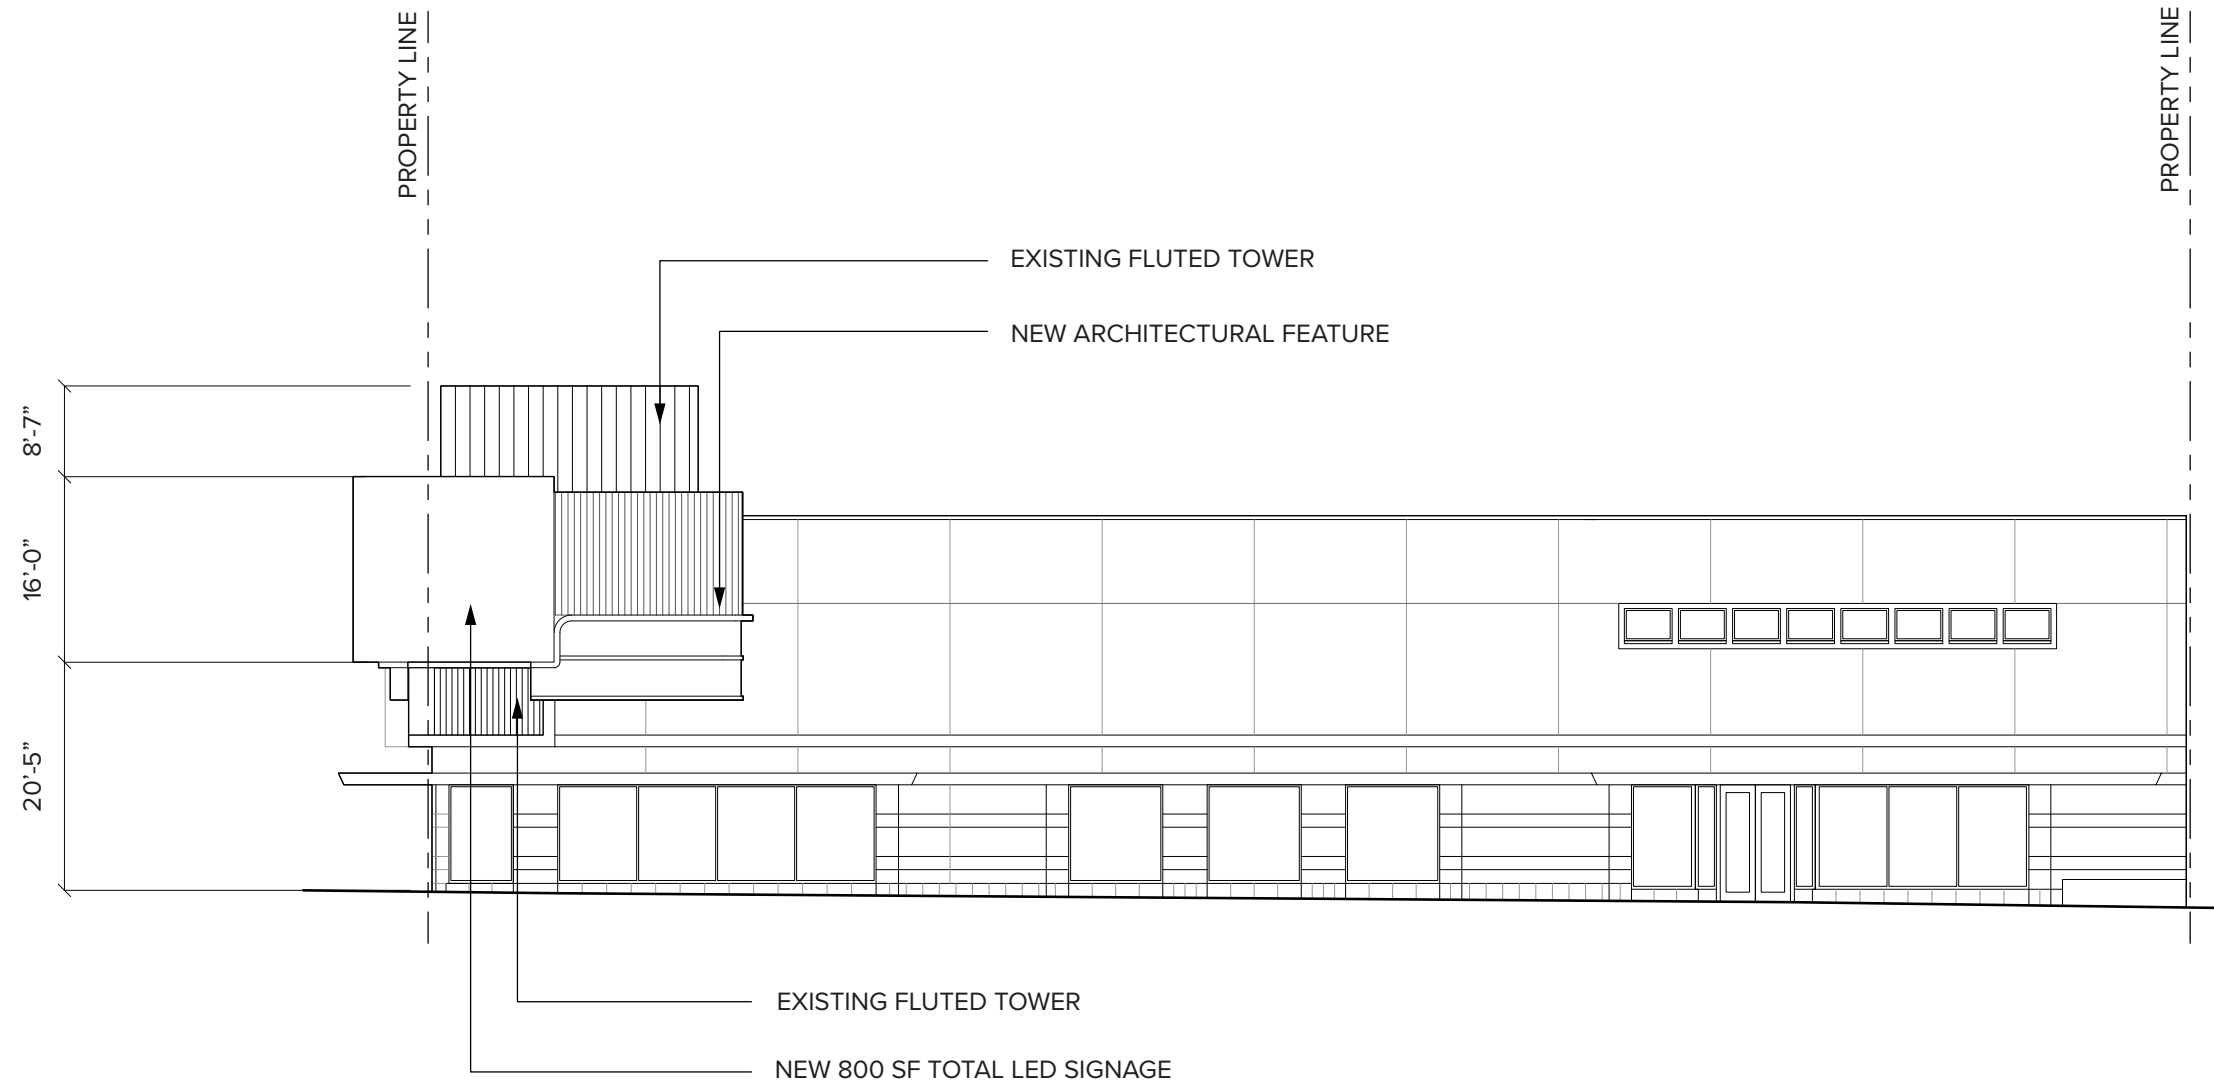 PROPERTY LINE
PROPERTY LINE
EXISTING FLUTED TOWER
NEW ARCHITECTURAL FEATURE
8’-7”
16’-0”
20’-5”
EXISTING FLUTED TOWER
NEW 800 SF TOTAL LED SIGNAGE